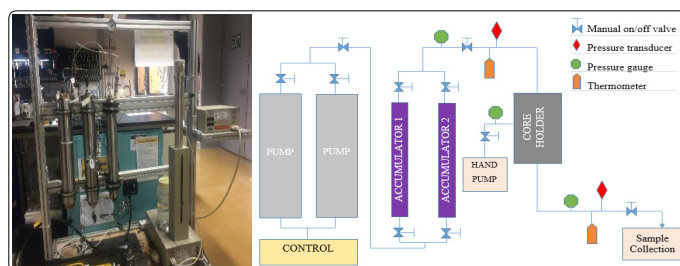 Manual on/off valve
Pressure transducer
Pressure gauge
Thermometer
PUMP
PUMP
ACCUMULATOR 1
ACCUMULATOR 2
CORE
HOLDER
HAND
PUMP
CONTROL
Sample
Collection